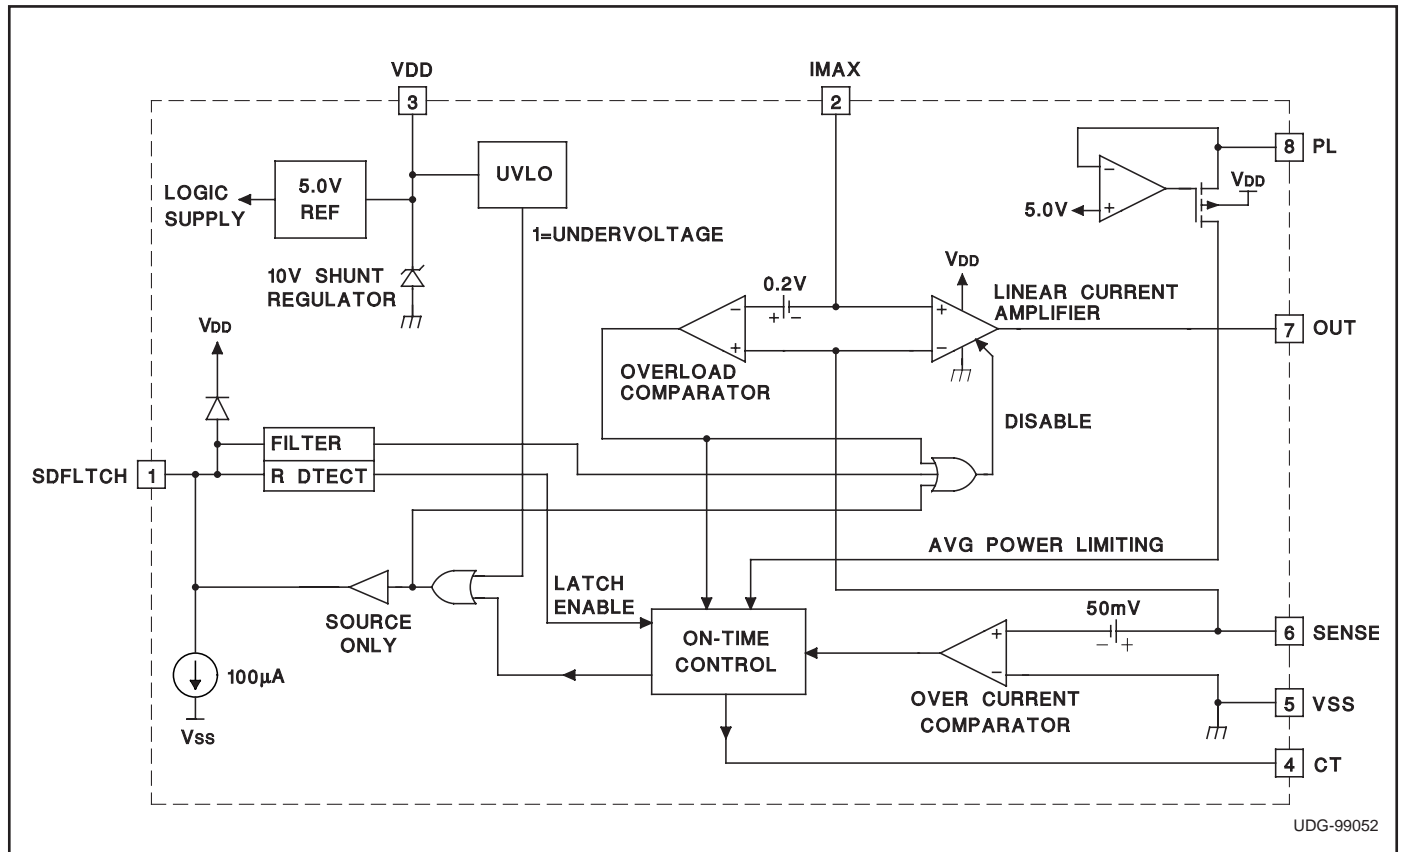 VDD
3
IMAX
2
8 PL
LOGIC
SUPPLY
5.0V
REF
UVLO
VDD
5.0V
−
+
1=UNDERVOLTAGE
10V SHUNT
REGULATOR
VDD
0.2V
+ −
VDD
LINEAR CURRENT
AMPLIFIER
−
+
+
−
7 OUT
OVERLOAD
COMPARATOR
DISABLE
FILTER
SDFLTCH 1
R DTECT
AVG POWER LIMITING
LATCH
ENABLE
SOURCE
ONLY
100µA
VSS
ON-TIME
CONTROL
50mV
− +
+
−
6 SENSE
OVER CURRENT
COMPARATOR
5 VSS
4 CT
UDG-99052